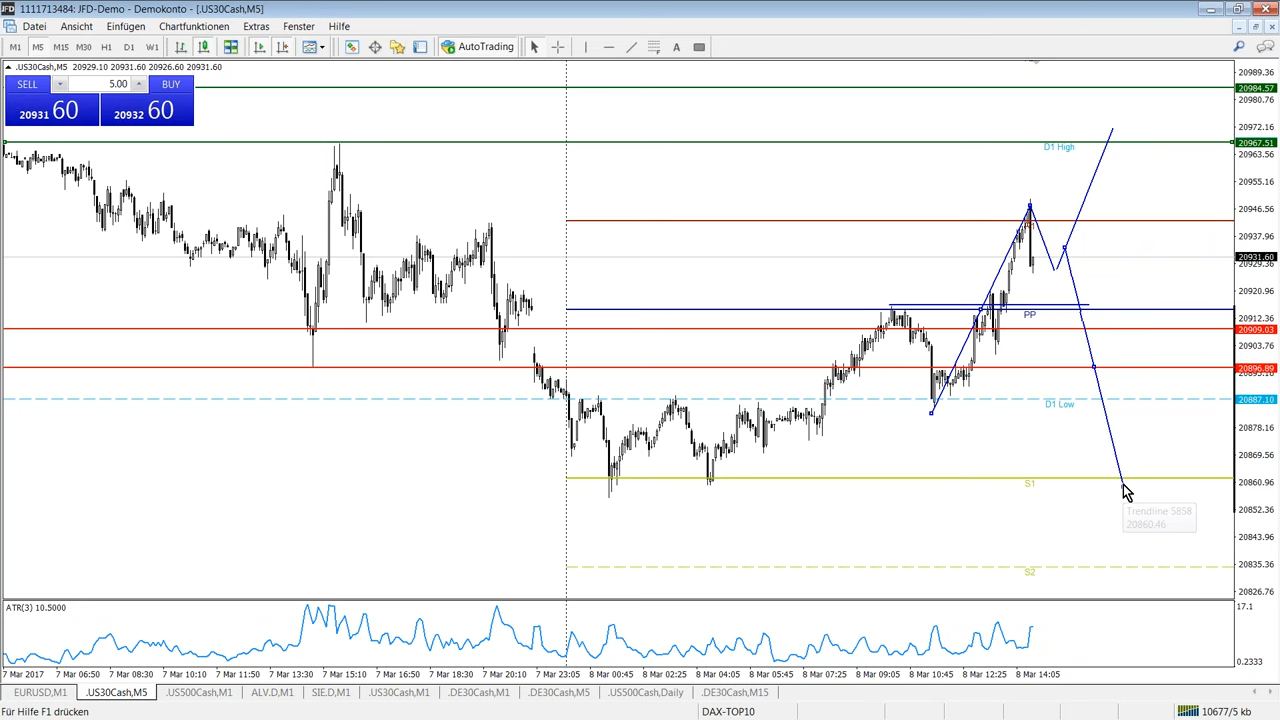 1111713484: JFD-Demo - Demokonto - [.US30Cash,M5]
Datei Ansicht Einfügen Chartfunktionen Extras Fenster Hilfe
M1 M5 M15 M30 H1 D1 W1 AutoTrading A
.US30Cash,M5 20929.10 20931.60 20926.60 20931.60
SELL 5.00 BUY
20931 60 20932 60
20989.36
20984.57
20980.76
20972.16
20967.51
D1 High
20963.56
20955.16
20946.56
20937.96
20931.60
20929.36
20920.96
PP
20912.36
20909.03
20903.76
20896.89
20887.10
D1 Low
20878.16
20869.56
S1
20860.96
Trendline 5858
20860.46
20852.36
20843.96
S2
20835.36
20826.76
ATR(3) 10.5000
17.1
0.2333
7 Mar 2017 7 Mar 06:50 7 Mar 08:30 7 Mar 10:10 7 Mar 11:50 7 Mar 13:30 7 Mar 15:10 7 Mar 16:50 7 Mar 18:30 7 Mar 20:10 7 Mar 23:05 8 Mar 00:45 8 Mar 02:25 8 Mar 04:05 8 Mar 05:45 8 Mar 07:25 8 Mar 09:05 8 Mar 10:45 8 Mar 12:25 8 Mar 14:05
EURUSD,M1 .US30Cash,M5 .US500Cash,M1 ALV.D,M1 SIE.D,M1 .US30Cash,M1 .DE30Cash,M1 .DE30Cash,M5 .US500Cash,Daily .DE30Cash,M15
Für Hilfe F1 drücken DAX-TOP10 10677/5 kb